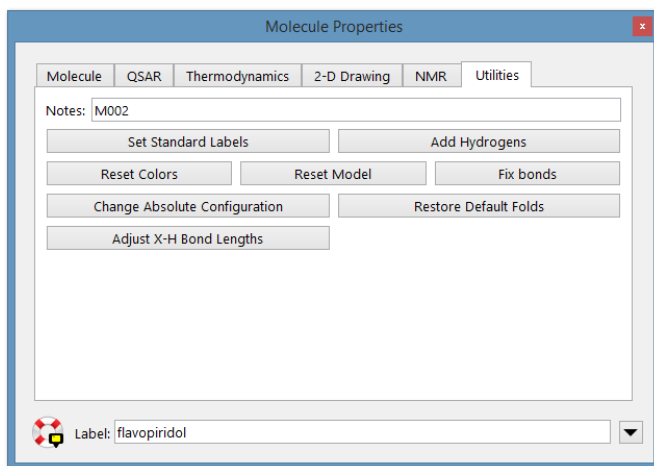 Molecule Properties
x
Molecule QSAR Thermodynamics 2-D Drawing NMR Utilities
Notes: M002
Set Standard Labels Add Hydrogens
Reset Colors Reset Model Fix bonds
Change Absolute Configuration Restore Default Folds
Adjust X-H Bond Lengths
Label: flavopiridol